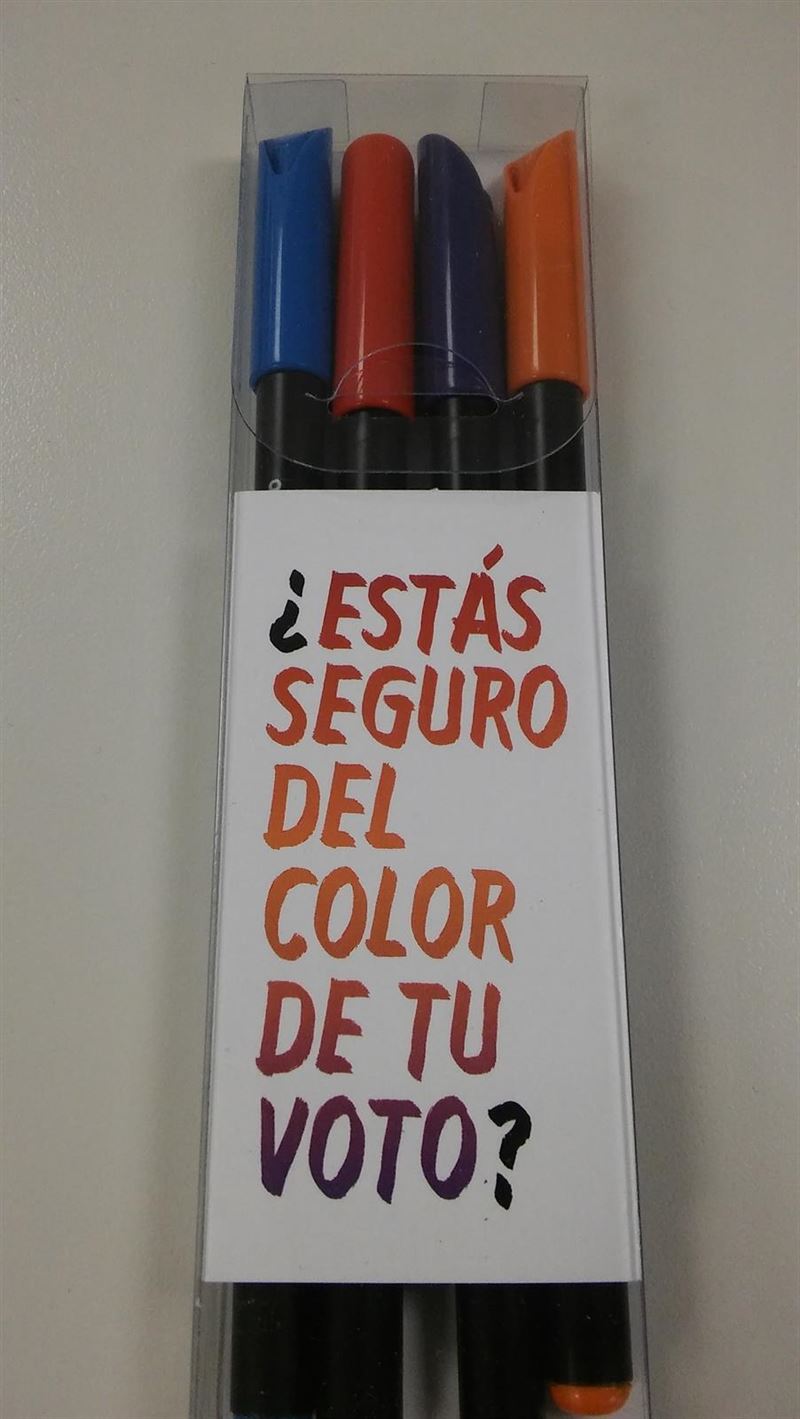 ¿ESTÁS
SEGURO
DEL
COLOR
DE TU
VOTO?